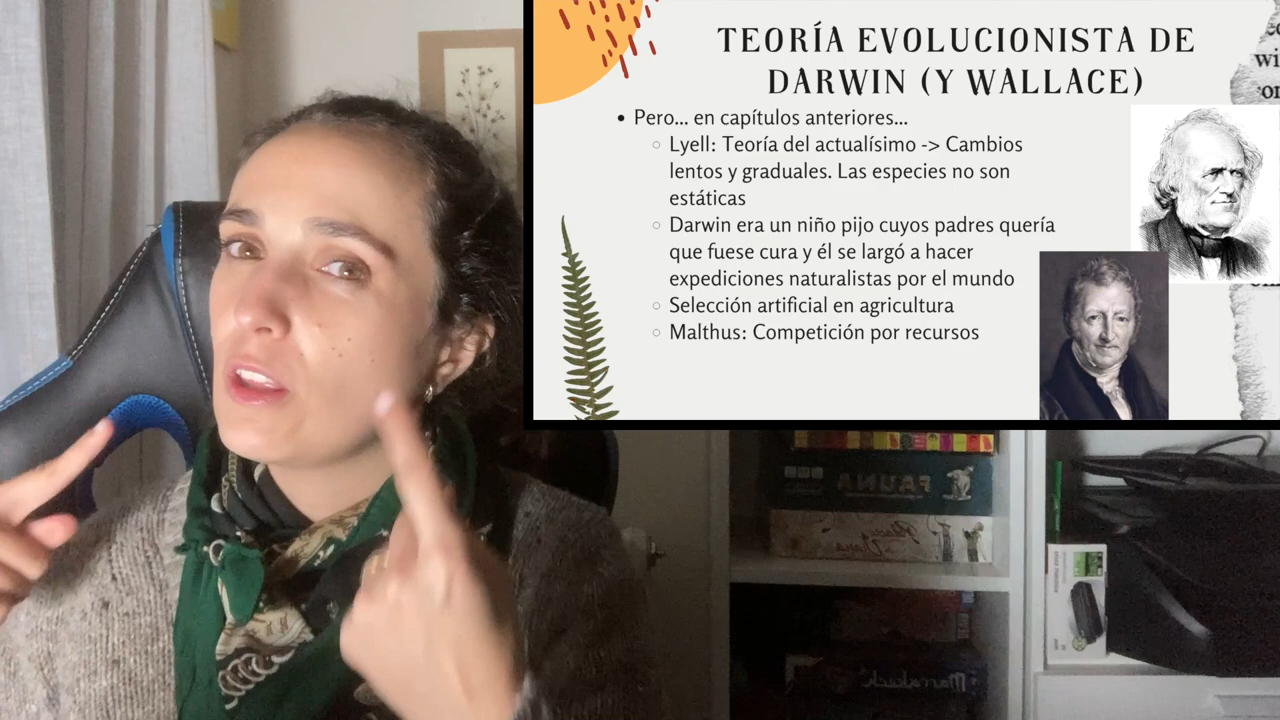 TEORÍA EVOLUCIONISTA DE
DARWIN (Y WALLACE)
• Pero... en capítulos anteriores...
○ Lyell: Teoría del actualísimo -> Cambios
lentos y graduales. Las especies no son
estáticas
○ Darwin era un niño pijo cuyos padres quería
que fuese cura y él se largó a hacer
expediciones naturalistas por el mundo
○ Selección artificial en agricultura
○ Malthus: Competición por recursos
wi
FAUNA
Marrakech